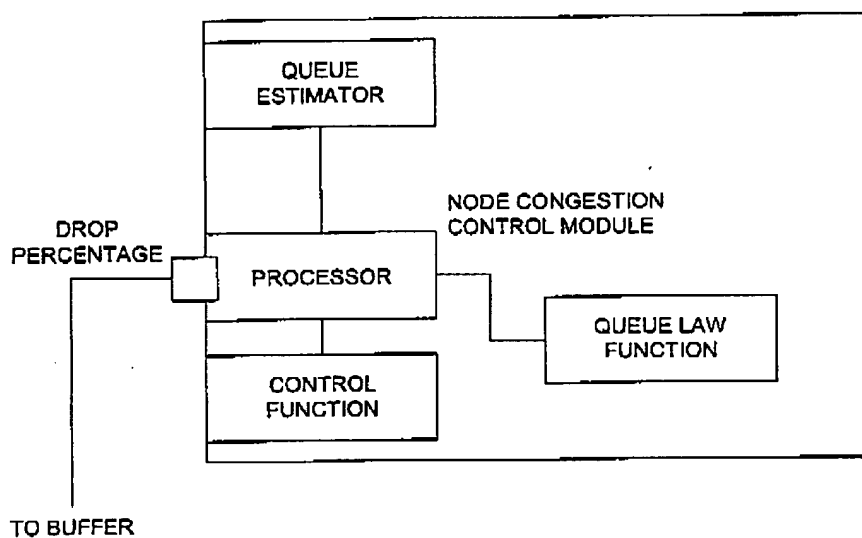 QUEUE
ESTIMATOR
NODE CONGESTION
CONTROL MODULE
DROP
PERCENTAGE
PROCESSOR
QUEUE LAW
FUNCTION
CONTROL
FUNCTION
TO BUFFER